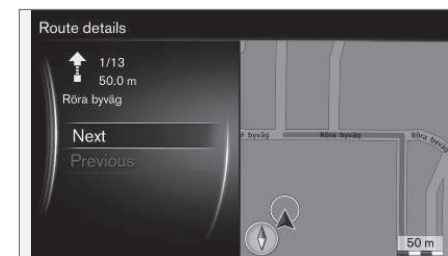 Route details
1/13
50.0 m
Röra byväg
Next
Previous
byväg
Röra byväg
Röra byväg
50 m